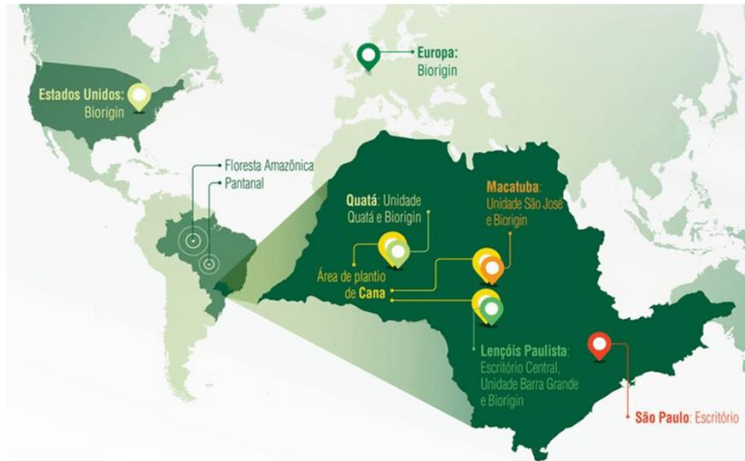 Europa:
Biorigin
Estados Unidos:
Biorigin
Floresta Amazônica
Pantanal
Quatá: Unidade
Quatá e Biorigin
Macatuba:
Unidade São José
e Biorigin
Área de plantio
de Cana
Lençóis Paulista:
Escritório Central,
Unidade Barra Grande
e Biorigin
São Paulo: Escritório